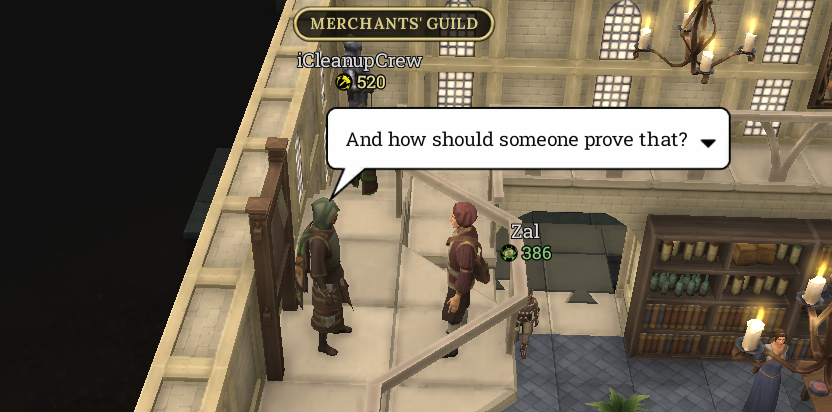 MERCHANTS' GUILD
iCleanupCrew
520
And how should someone prove that?
Zal
386